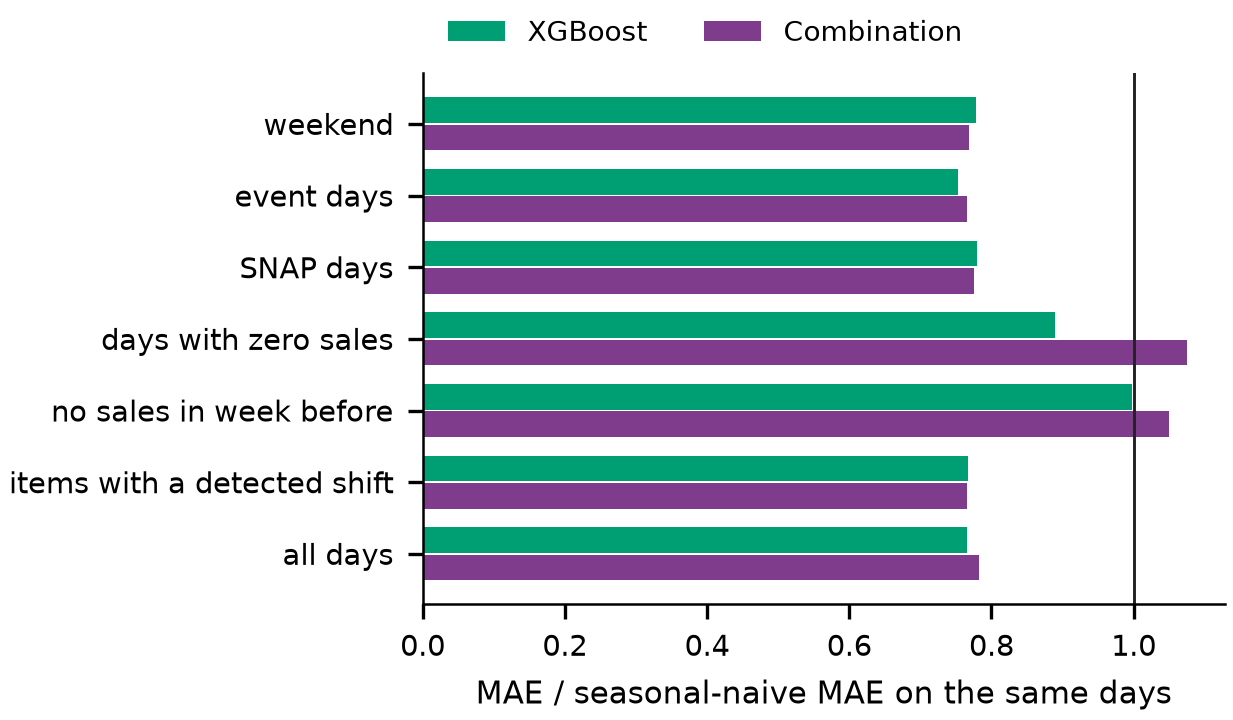 XGBoost Combination
weekend
event days
SNAP days
days with zero sales
no sales in week before
items with a detected shift
all days
0.0 0.2 0.4 0.6 0.8 1.0
MAE / seasonal-naive MAE on the same days